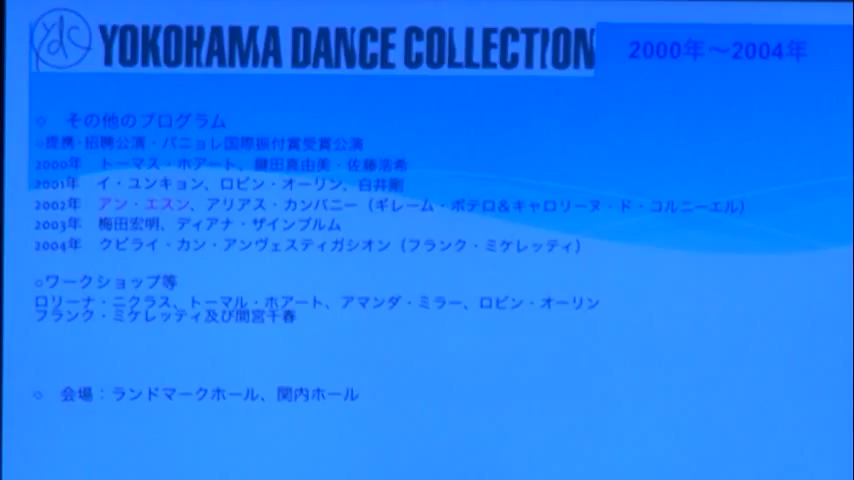 ydc YOKOHAMA DANCE COLLECTION 2000年～2004年
○ その他のプログラム
○提携・招聘公演・バニョレ国際振付賞受賞公演
2000年 トーマス・ホアート、鍵田真由美・佐藤浩希
2001年 イ・ユンキョン、ロビン・オーリン、白井剛
2002年 アン・エスン、アリアス・カンパニー（ギレーム・ボテロ&キャロリーヌ・ド・コルニーエル）
2003年 梅田宏明、ディアナ・ザインブルム
2004年 クビライ・カン・アンヴェスティガシオン（フランク・ミケレッティ）
○ワークショップ等
ロリーナ・ニクラス、トーマル・ホアート、アマンダ・ミラー、ロビン・オーリン
フランク・ミケレッティ及び間宮千春
○ 会場：ランドマークホール、関内ホール